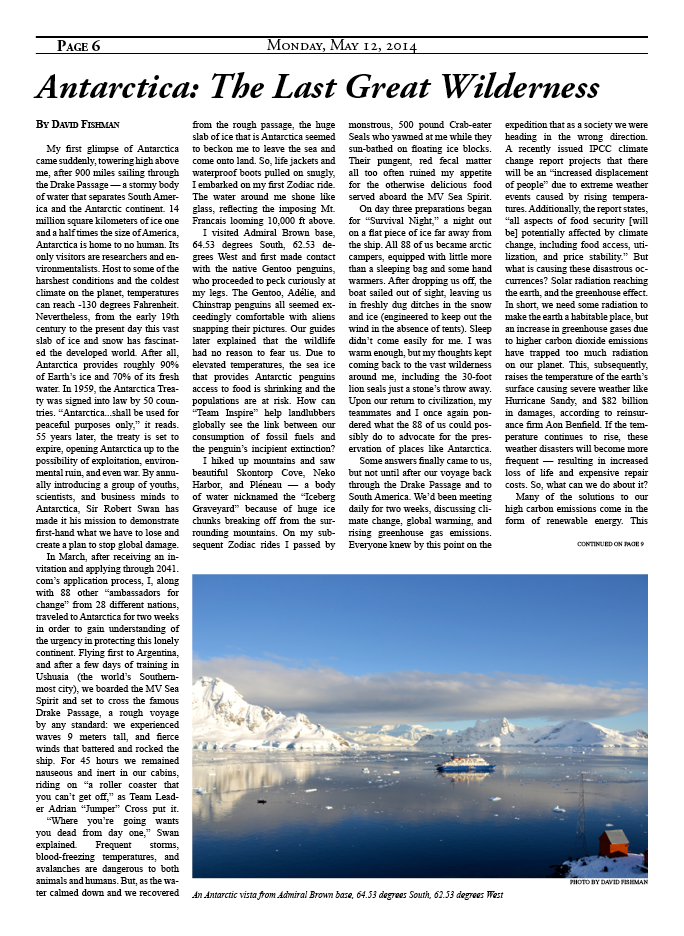 PAGE 6
MONDAY, MAY 12, 2014
Antarctica: The Last Great Wilderness
BY DAVID FISHMAN
My first glimpse of Antarctica
came suddenly, towering high above
me, after 900 miles sailing through
the Drake Passage — a stormy body
of water that separates South Amer-
ica and the Antarctic continent. 14
million square kilometers of ice one
and a half times the size of America,
Antarctica is home to no human. Its
only visitors are researchers and en-
vironmentalists. Host to some of the
harshest conditions and the coldest
climate on the planet, temperatures
can reach -130 degrees Fahrenheit.
Nevertheless, from the early 19th
century to the present day this vast
slab of ice and snow has fascinat-
ed the developed world. After all,
Antarctica provides roughly 90%
of Earth's ice and 70% of its fresh
water. In 1959, the Antarctica Trea-
ty was signed into law by 50 coun-
tries. “Antarctica...shall be used for
peaceful purposes only,” it reads.
55 years later, the treaty is set to
expire, opening Antarctica up to the
possibility of exploitation, environ-
mental ruin, and even war. By annu-
ally introducing a group of youths,
scientists, and business minds to
Antarctica, Sir Robert Swan has
made it his mission to demonstrate
first-hand what we have to lose and
create a plan to stop global damage.
In March, after receiving an in-
vitation and applying through 2041.
com's application process, I, along
with 88 other “ambassadors for
change” from 28 different nations,
traveled to Antarctica for two weeks
in order to gain understanding of
the urgency in protecting this lonely
continent. Flying first to Argentina,
and after a few days of training in
Ushuaia (the world's Southern-
most city), we boarded the MV Sea
Spirit and set to cross the famous
Drake Passage, a rough voyage
by any standard: we experienced
waves 9 meters tall, and fierce
winds that battered and rocked the
ship. For 45 hours we remained
nauseous and inert in our cabins,
riding on “a roller coaster that
you can't get off,” as Team Lead-
er Adrian “Jumper” Cross put it.
“Where you're going wants
you dead from day one,” Swan
explained. Frequent storms,
blood-freezing temperatures, and
avalanches are dangerous to both
animals and humans. But, as the wa-
ter calmed down and we recovered
from the rough passage, the huge
slab of ice that is Antarctica seemed
to beckon me to leave the sea and
come onto land. So, life jackets and
waterproof boots pulled on snugly,
I embarked on my first Zodiac ride.
The water around me shone like
glass, reflecting the imposing Mt.
Francais looming 10,000 ft above.
I visited Admiral Brown base,
64.53 degrees South, 62.53 de-
grees West and first made contact
with the native Gentoo penguins,
who proceeded to peck curiously at
my legs. The Gentoo, Adélie, and
Chinstrap penguins all seemed ex-
ceedingly comfortable with aliens
snapping their pictures. Our guides
later explained that the wildlife
had no reason to fear us. Due to
elevated temperatures, the sea ice
that provides Antarctic penguins
access to food is shrinking and the
populations are at risk. How can
“Team Inspire” help landlubbers
globally see the link between our
consumption of fossil fuels and
the penguin's incipient extinction?
I hiked up mountains and saw
beautiful Skontorp Cove, Neko
Harbor, and Pléneau — a body
of water nicknamed the “Iceberg
Graveyard” because of huge ice
chunks breaking off from the sur-
rounding mountains. On my sub-
sequent Zodiac rides I passed by
monstrous, 500 pound Crab-eater
Seals who yawned at me while they
sun-bathed on floating ice blocks.
Their pungent, red fecal matter
all too often ruined my appetite
for the otherwise delicious food
served aboard the MV Sea Spirit.
On day three preparations began
for “Survival Night,” a night out
on a flat piece of ice far away from
the ship. All 88 of us became arctic
campers, equipped with little more
than a sleeping bag and some hand
warmers. After dropping us off, the
boat sailed out of sight, leaving us
in freshly dug ditches in the snow
and ice (engineered to keep out the
wind in the absence of tents). Sleep
didn't come easily for me. I was
warm enough, but my thoughts kept
coming back to the vast wilderness
around me, including the 30-foot
lion seals just a stone's throw away.
Upon our return to civilization, my
teammates and I once again pon-
dered what the 88 of us could pos-
sibly do to advocate for the pres-
ervation of places like Antarctica.
Some answers finally came to us,
but not until after our voyage back
through the Drake Passage and to
South America. We'd been meeting
daily for two weeks, discussing cli-
mate change, global warming, and
rising greenhouse gas emissions.
Everyone knew by this point on the
expedition that as a society we were
heading in the wrong direction.
A recently issued IPCC climate
change report projects that there
will be an “increased displacement
of people” due to extreme weather
events caused by rising tempera-
tures. Additionally, the report states,
“all aspects of food security [will
be] potentially affected by climate
change, including food access, uti-
lization, and price stability.” But
what is causing these disastrous oc-
currences? Solar radiation reaching
the earth, and the greenhouse effect.
In short, we need some radiation to
make the earth a habitable place, but
an increase in greenhouse gases due
to higher carbon dioxide emissions
have trapped too much radiation
on our planet. This, subsequently,
raises the temperature of the earth's
surface causing severe weather like
Hurricane Sandy, and $82 billion
in damages, according to reinsur-
ance firm Aon Benfield. If the tem-
perature continues to rise, these
weather disasters will become more
frequent — resulting in increased
loss of life and expensive repair
costs. So, what can we do about it?
Many of the solutions to our
high carbon emissions come in the
form of renewable energy. This
CONTINUED ON PAGE 9
PHOTO BY DAVID FISHMAN
An Antarctic vista from Admiral Brown base, 64.53 degrees South, 62.53 degrees West